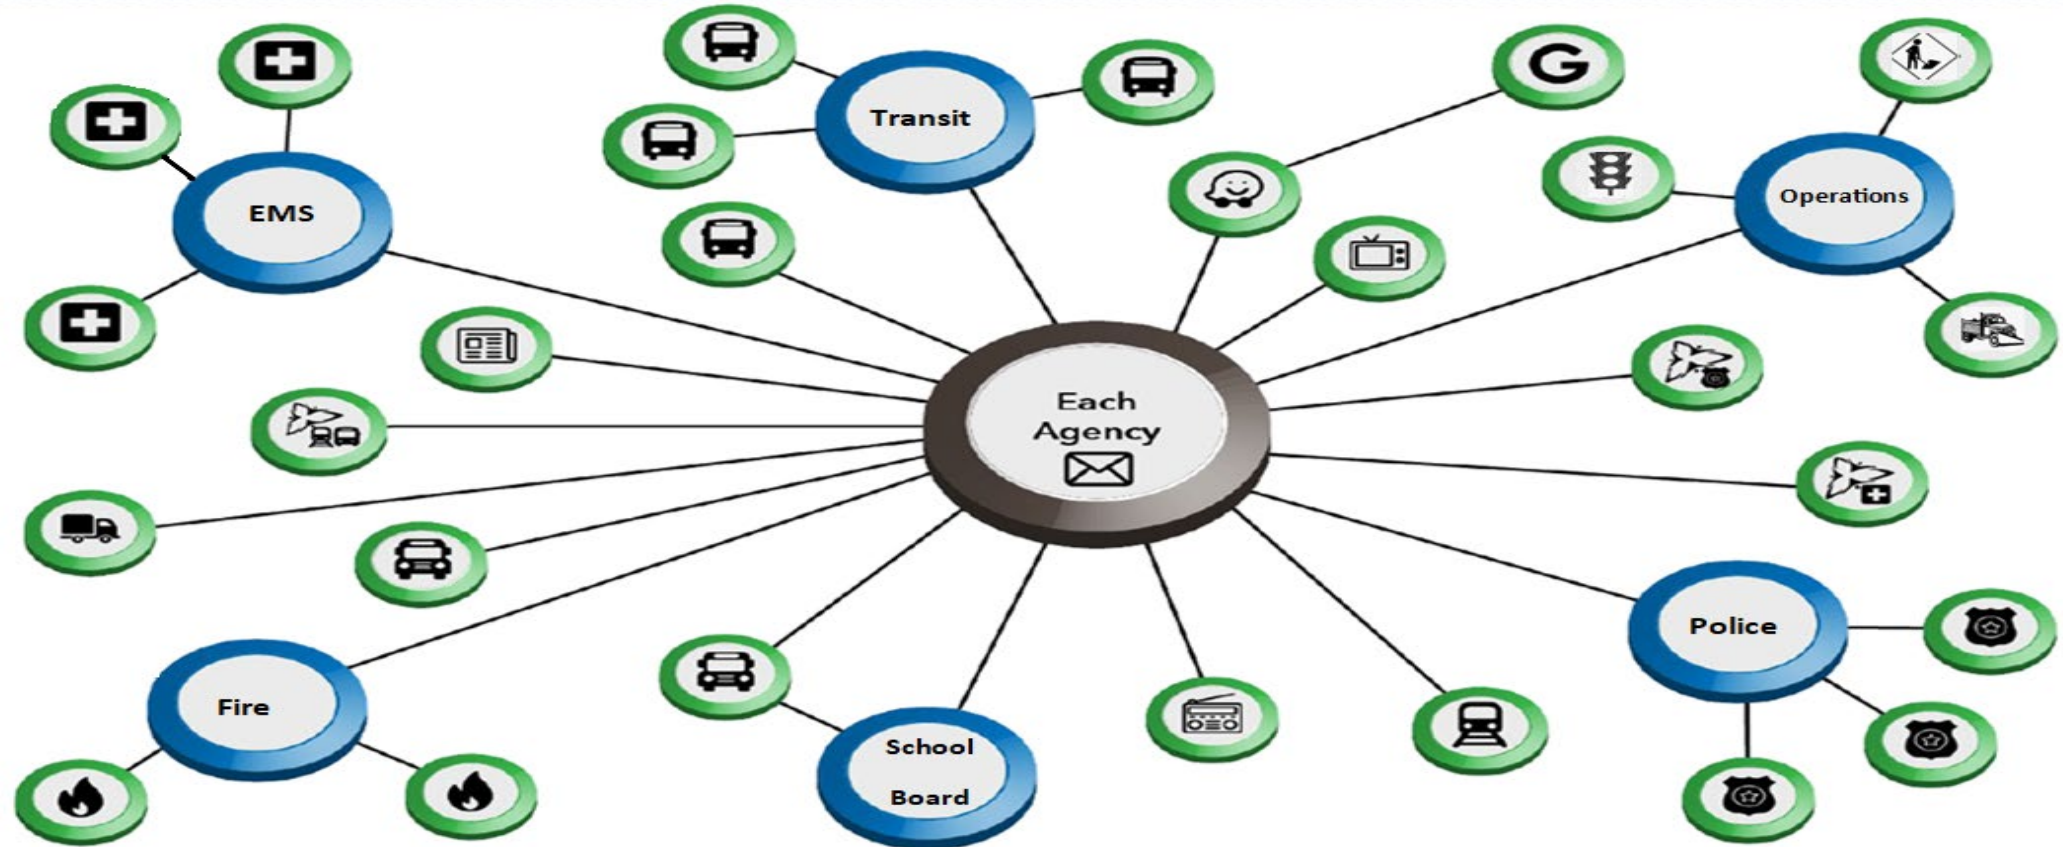 Transit
G
Operations
EMS
Each
Agency
Police
Fire
School
Board